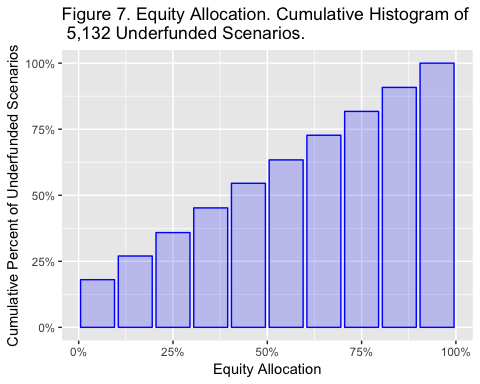 Figure 7. Equity Allocation. Cumulative Histogram of
5,132 Underfunded Scenarios.
Cumulative Percent of Underfunded Scenarios
100%
75%
50%
25%
0%
0%
25%
50%
75%
100%
Equity Allocation